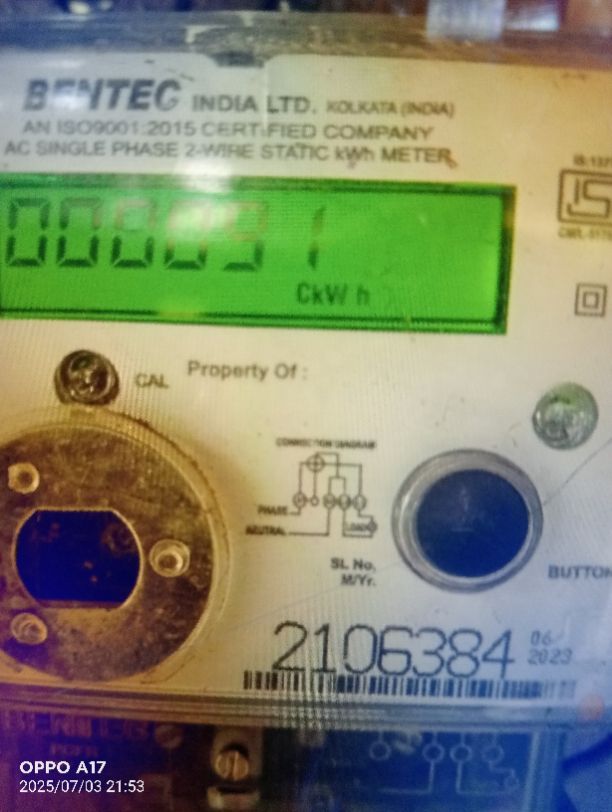 BENTEC INDIA LTD. KOLKATA (INDIA)
AN ISO9001:2015 CERTIFIED COMPANY
AC SINGLE PHASE 2-WIRE STATIC kWh METER
CkWh
CAL
Property Of :
CONNECTION DIAGRAM
PHASE
NEUTRAL
LOAD
SL No.
M/Yr.
BUTTON
2106384
06/
2023
OPPO A17
2025/07/03 21:53